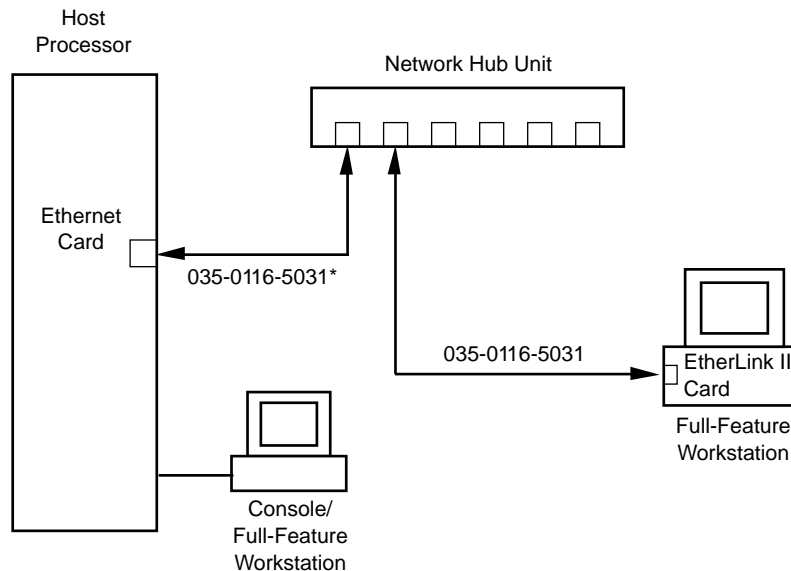 Host
Processor
Network Hub Unit
Ethernet
Card
035-0116-5031*
035-0116-5031
EtherLink II
Card
Full-Feature
Workstation
Console/
Full-Feature
Workstation